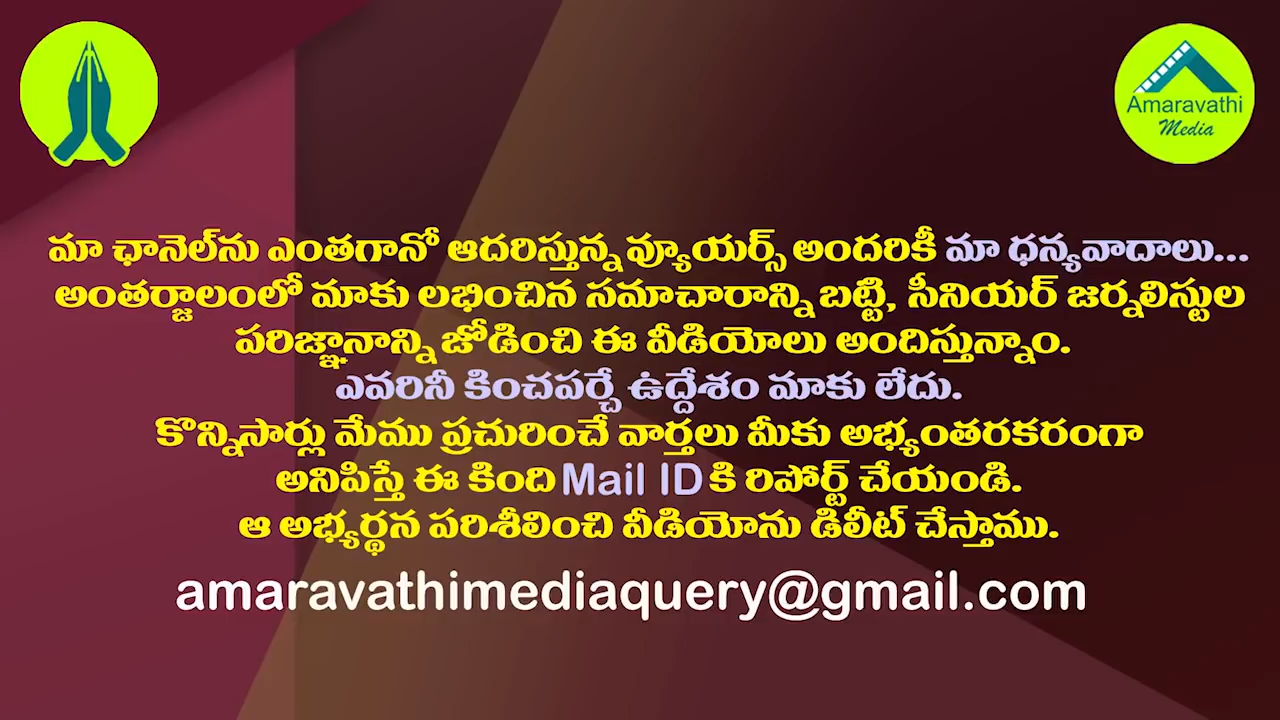 Amaravathi
Media
మా ఛానెల్‌ను ఎంతగానో ఆదరిస్తున్న వ్యూయర్స్ అందరికీ మా ధన్యవాదాలు...
అంతర్జాలంలో మాకు లభించిన సమాచారాన్ని బట్టి, సీనియర్ జర్నలిస్టుల
పరిజ్ఞానాన్ని జోడించి ఈ వీడియోలు అందిస్తున్నాం.
ఎవరినీ కించపర్చే ఉద్దేశం మాకు లేదు.
కొన్నిసార్లు మేము ప్రచురించే వార్తలు మీకు అభ్యంతరకరంగా
అనిపిస్తే ఈ కింది Mail ID కి రిపోర్ట్ చేయండి.
ఆ అభ్యర్థన పరిశీలించి వీడియోను డిలీట్ చేస్తాము.
amaravathimediaquery@gmail.com